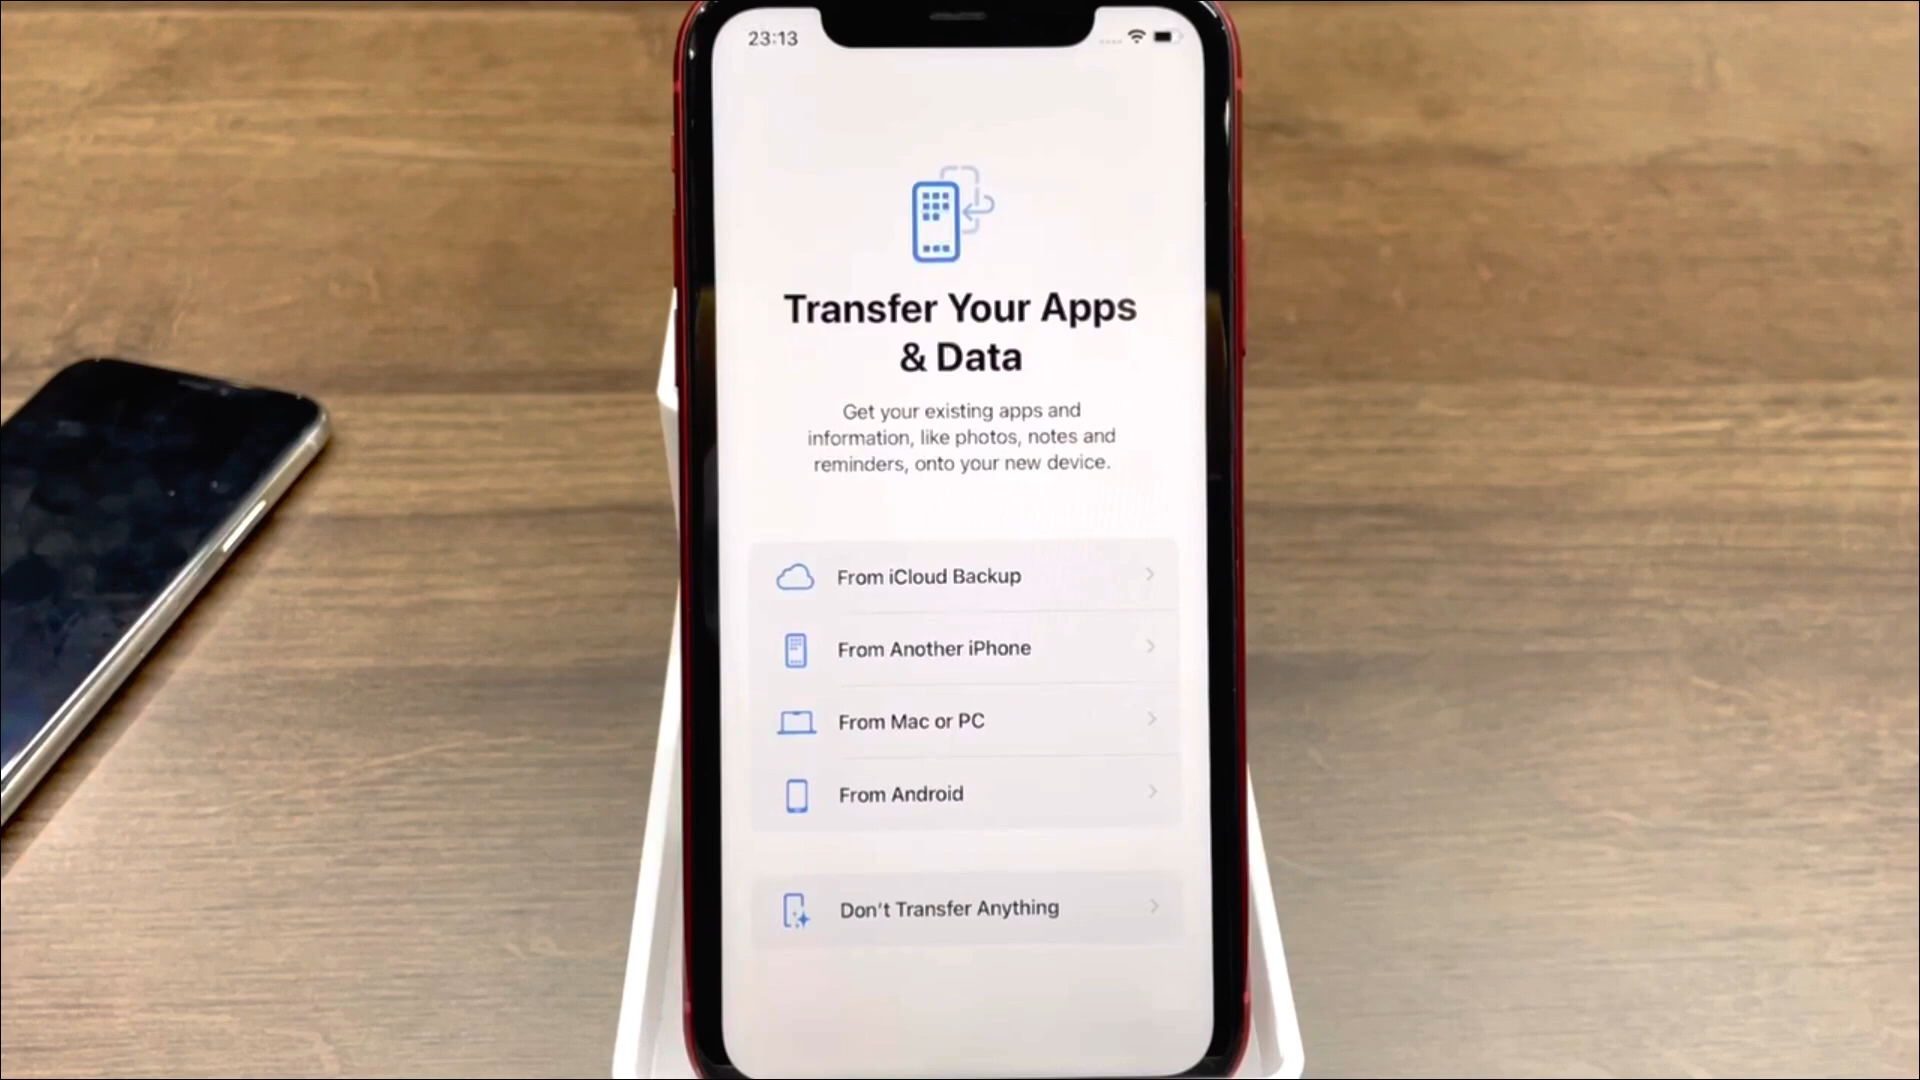 23:13
Transfer Your Apps
& Data
Get your existing apps and
information, like photos, notes and
reminders, onto your new device.
From iCloud Backup
From Another iPhone
From Mac or PC
From Android
Don't Transfer Anything